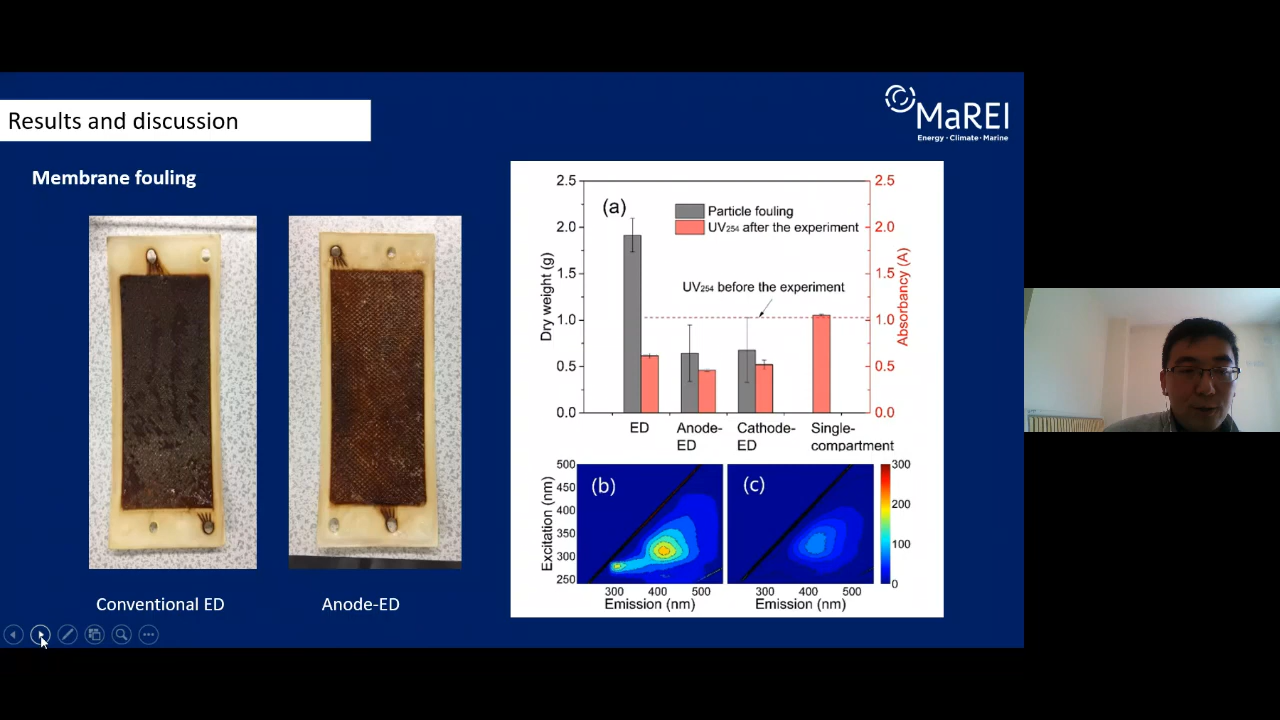 Results and discussion
MaREI
Energy · Climate · Marine
Membrane fouling
Conventional ED
Anode-ED
2.5
2.0
1.5
1.0
0.5
0.0
Dry weight (g)
(a)
Particle fouling
UV254 after the experiment
UV254 before the experiment
2.5
2.0
1.5
1.0
0.5
0.0
Absorbancy (A)
ED
Anode-
ED
Cathode-
ED
Single-
compartment
500
450
400
350
300
250
Excitation (nm)
(b)
300
400
500
Emission (nm)
(c)
300
400
500
Emission (nm)
300
200
100
0